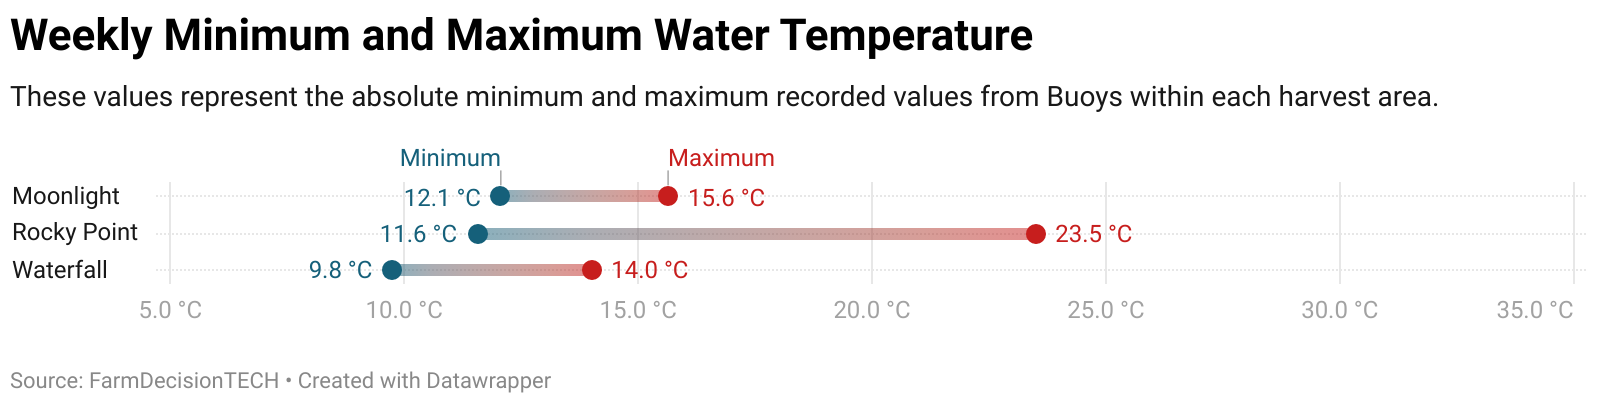 Weekly Minimum and Maximum Water Temperature
These values represent the absolute minimum and maximum recorded values from Buoys within each harvest area.
Minimum Maximum
Moonlight 12.1 °C 15.6 °C
Rocky Point 11.6 °C 23.5 °C
Waterfall 9.8 °C 14.0 °C
5.0 °C 10.0 °C 15.0 °C 20.0 °C 25.0 °C 30.0 °C 35.0 °C
Source: FarmDecisionTECH • Created with Datawrapper